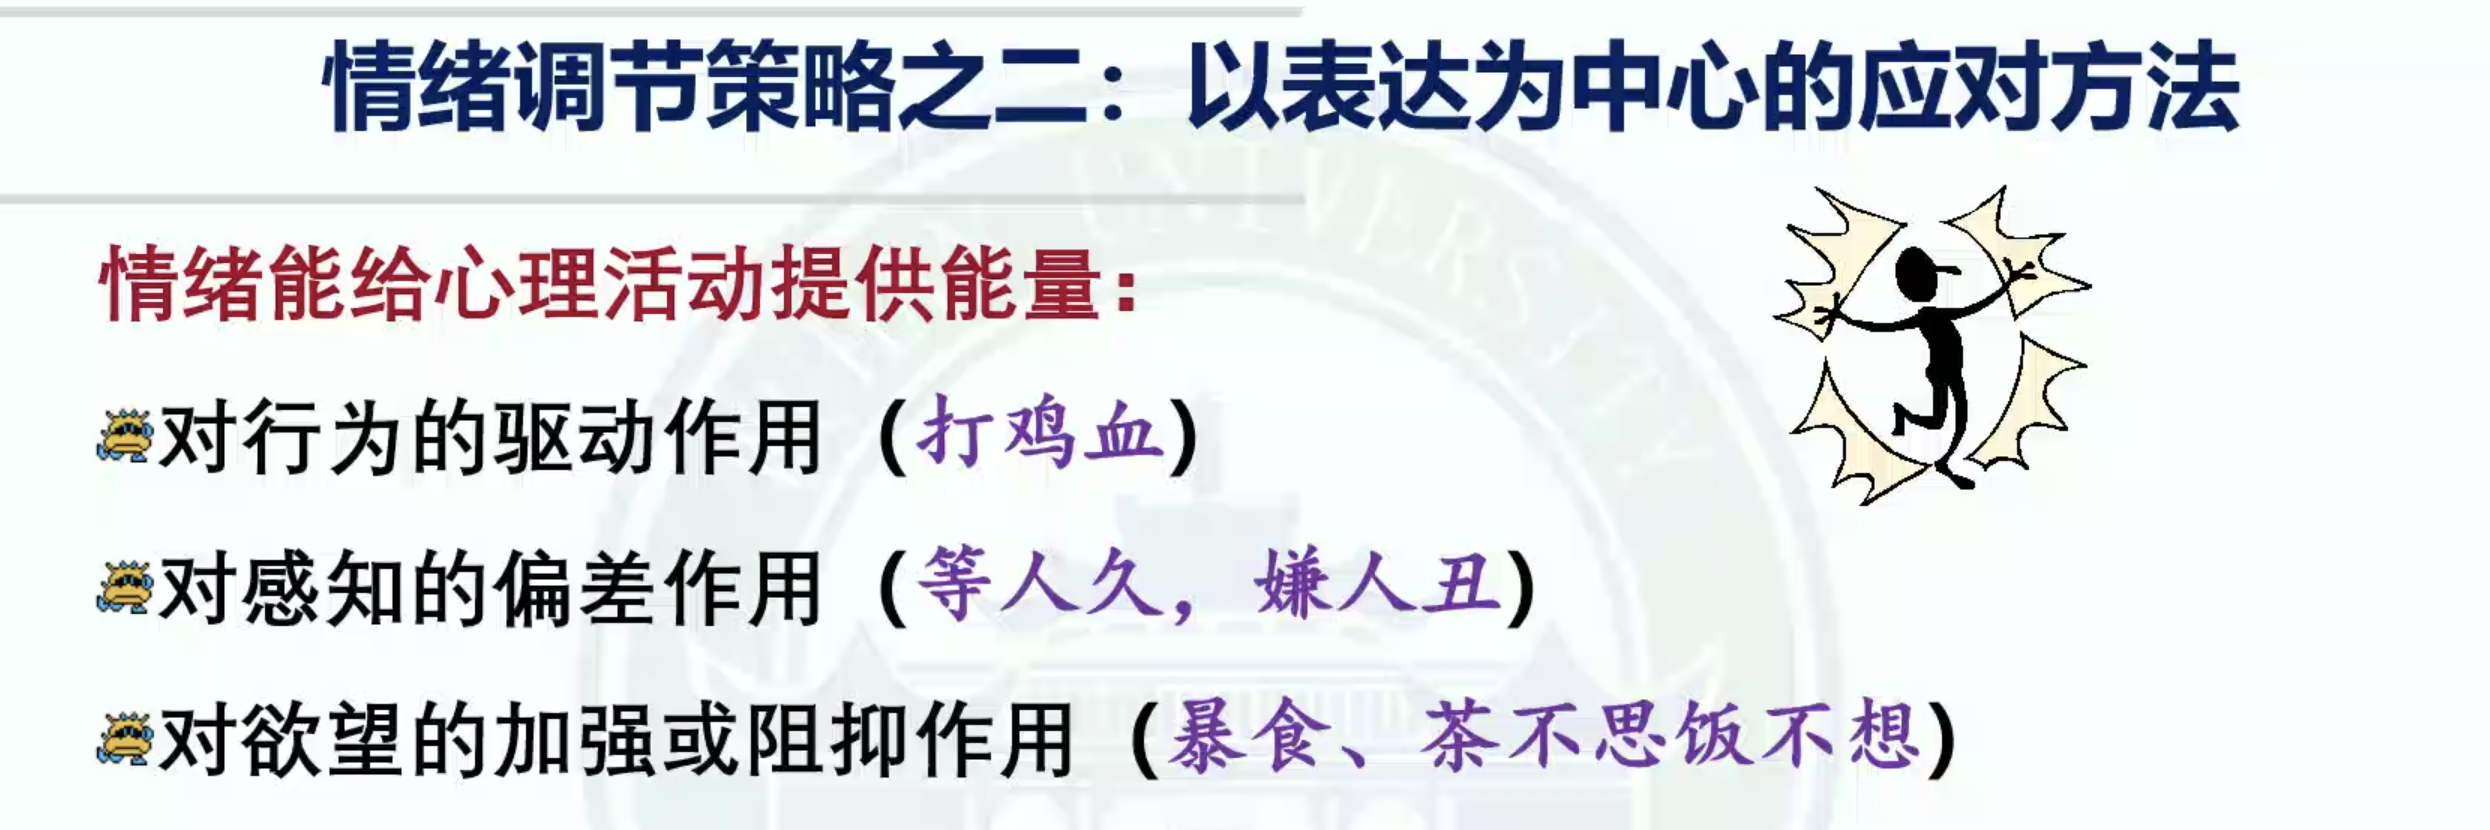 情绪调节策略之二：以表达为中心的应对方法
情绪能给心理活动提供能量：
对行为的驱动作用（打鸡血）
对感知的偏差作用（等人久，嫌人丑）
对欲望的加强或阻抑作用（暴食、茶不思饭不想）
UNIVERSITY